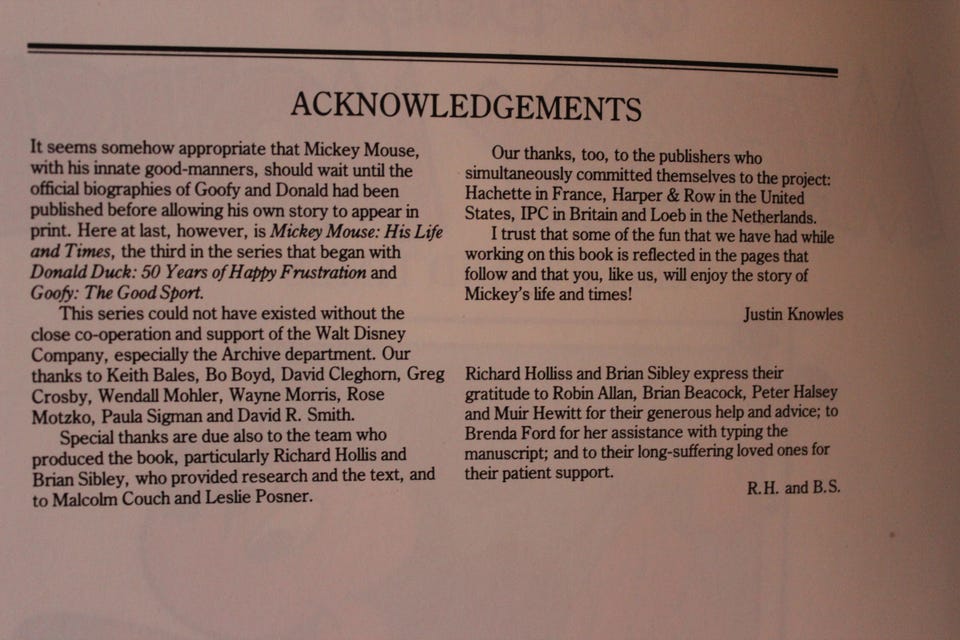 ACKNOWLEDGEMENTS
It seems somehow appropriate that Mickey Mouse,
with his innate good-manners, should wait until the
official biographies of Goofy and Donald had been
published before allowing his own story to appear in
print. Here at last, however, is Mickey Mouse: His Life
and Times, the third in the series that began with
Donald Duck: 50 Years of Happy Frustration and
Goofy: The Good Sport.
This series could not have existed without the
close co-operation and support of the Walt Disney
Company, especially the Archive department. Our
thanks to Keith Bales, Bo Boyd, David Cleghorn, Greg
Crosby, Wendall Mohler, Wayne Morris, Rose
Motzko, Paula Sigman and David R. Smith.
Special thanks are due also to the team who
produced the book, particularly Richard Hollis and
Brian Sibley, who provided research and the text, and
to Malcolm Couch and Leslie Posner.
Our thanks, too, to the publishers who
simultaneously committed themselves to the project:
Hachette in France, Harper & Row in the United
States, IPC in Britain and Loeb in the Netherlands.
I trust that some of the fun that we have had while
working on this book is reflected in the pages that
follow and that you, like us, will enjoy the story of
Mickey's life and times!
Justin Knowles
Richard Holliss and Brian Sibley express their
gratitude to Robin Allan, Brian Beacock, Peter Halsey
and Muir Hewitt for their generous help and advice; to
Brenda Ford for her assistance with typing the
manuscript; and to their long-suffering loved ones for
their patient support.
R.H. and B.S.